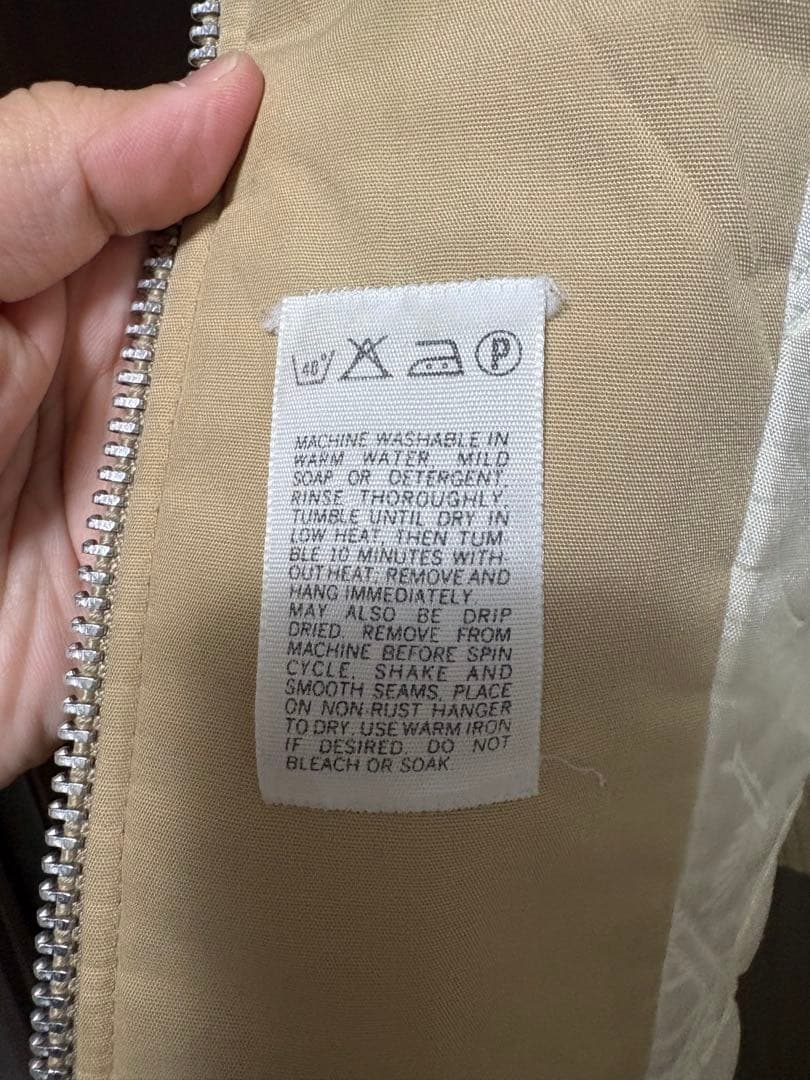 40°
P
MACHINE WASHABLE IN
WARM WATER. MILD
SOAP OR DETERGENT.
RINSE THOROUGHLY.
TUMBLE UNTIL DRY IN
LOW HEAT, THEN TUM-
BLE 10 MINUTES WITH-
OUT HEAT; REMOVE AND
HANG IMMEDIATELY.
MAY ALSO BE DRIP
DRIED. REMOVE FROM
MACHINE BEFORE SPIN
CYCLE. SHAKE AND
SMOOTH SEAMS. PLACE
ON NON-RUST HANGER
TO DRY. USE WARM IRON
IF DESIRED. DO NOT
BLEACH OR SOAK.